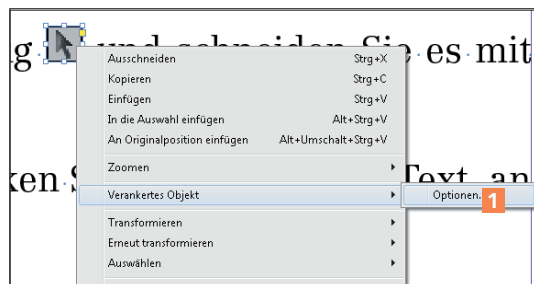 g und schneiden Sie es mit
Ausschneiden Strg+X
Kopieren Strg+C
Einfügen Strg+V
In die Auswahl einfügen Alt+Strg+V
An Originalposition einfügen Alt+Umschalt+Strg+V
Zoomen
ken S Text, an
Verankertes Objekt
Optionen. 1
Transformieren
Erneut transformieren
Auswählen